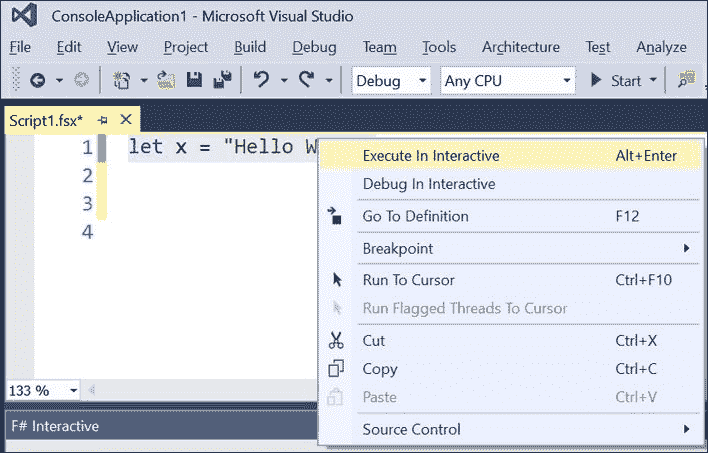 ConsoleApplication1 - Microsoft Visual Studio
File Edit View Project Build Debug Team Tools Architecture Test Analyze
Debug Any CPU Start
Script1.fsx*
1 let x = "Hello W
2
3
4
Execute In Interactive Alt+Enter
Debug In Interactive
Go To Definition F12
Breakpoint
Run To Cursor Ctrl+F10
Run Flagged Threads To Cursor
Cut Ctrl+X
Copy Ctrl+C
Paste Ctrl+V
Source Control
133 %
F# Interactive